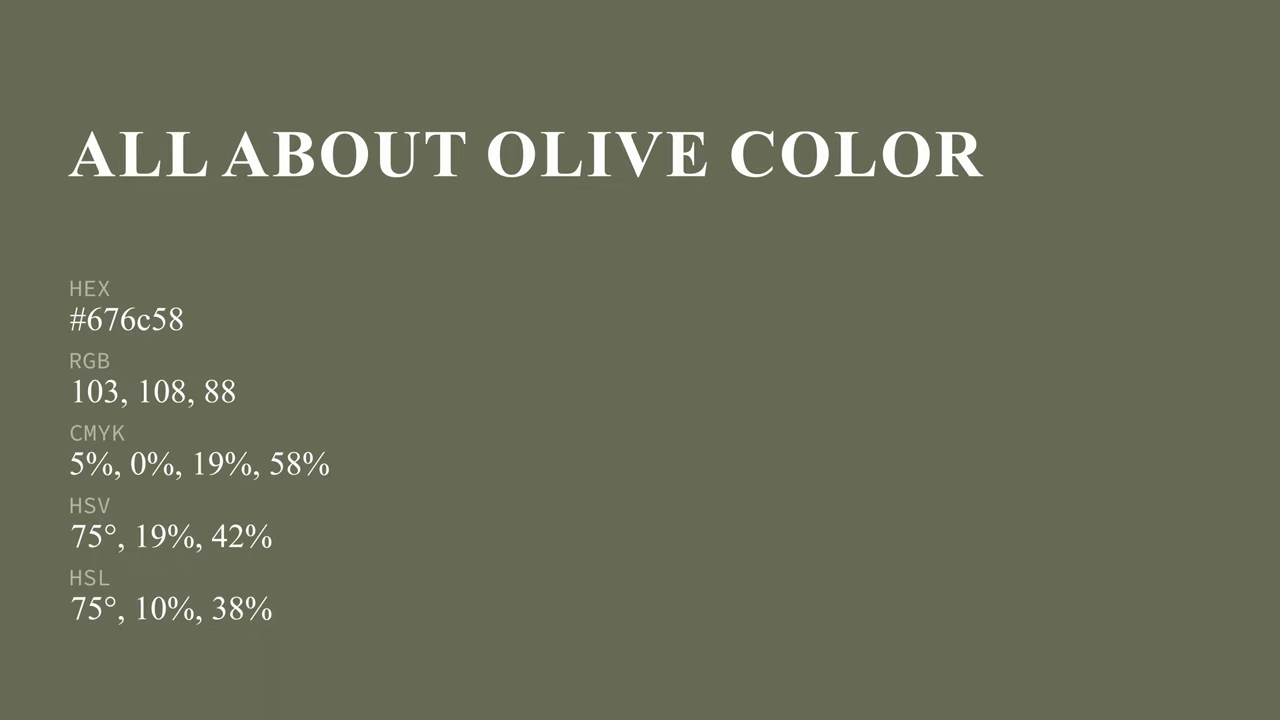 ALL ABOUT OLIVE COLOR
HEX
#676c58
RGB
103, 108, 88
CMYK
5%, 0%, 19%, 58%
HSV
75°, 19%, 42%
HSL
75°, 10%, 38%